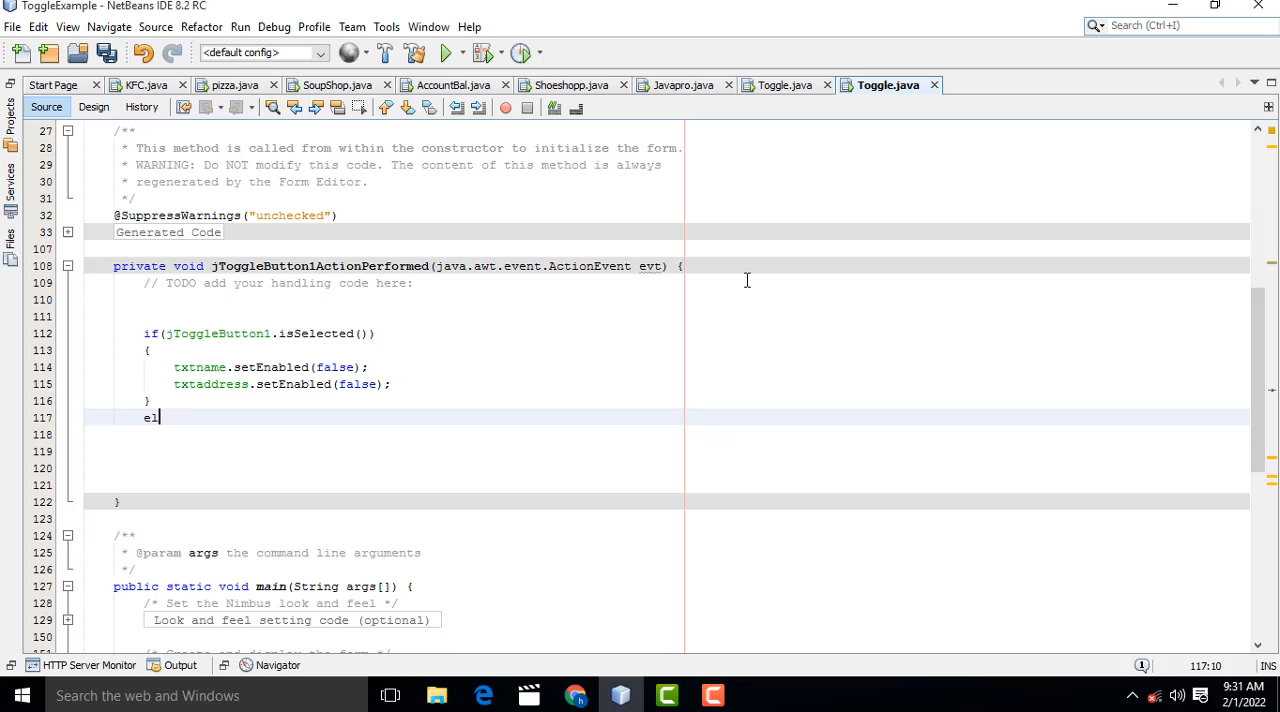 ToggleExample - NetBeans IDE 8.2 RC
File Edit View Navigate Source Refactor Run Debug Profile Team Tools Window Help
Search (Ctrl+I)
<default config>
Start Page KFC.java pizza.java SoupShop.java AccountBal.java Shoeshopp.java Javapro.java Toggle.java Toggle.java
Source Design History
Projects
Services
Files
27 /**
28 * This method is called from within the constructor to initialize the form.
29 * WARNING: Do NOT modify this code. The content of this method is always
30 * regenerated by the Form Editor.
31 */
32 @SuppressWarnings("unchecked")
33 Generated Code
107
108 private void jToggleButton1ActionPerformed(java.awt.event.ActionEvent evt) {
109 // TODO add your handling code here:
110
111
112 if(jToggleButton1.isSelected())
113 {
114 txtname.setEnabled(false);
115 txtaddress.setEnabled(false);
116 }
117 el
118
119
120
121
122 }
123
124 /**
125 * @param args the command line arguments
126 */
127 public static void main(String args[]) {
128 /* Set the Nimbus look and feel */
129 Look and feel setting code (optional)
150
HTTP Server Monitor Output Navigator
1 117:10 INS
Search the web and Windows
9:31 AM
2/1/2022